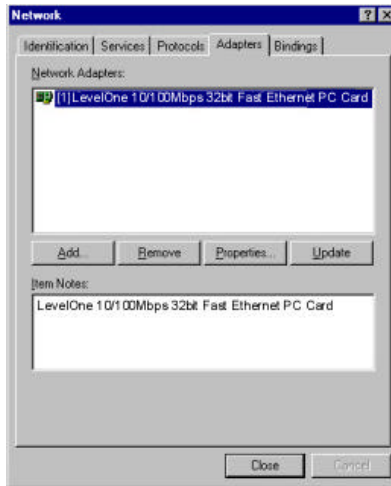 Network
Identification Services Protocols Adapters Bindings
Network Adapters:
[1]LevelOne 10/100Mbps 32bit Fast Ethernet PC Card
Add... Remove Properties... Update
Item Notes:
LevelOne 10/100Mbps 32bit Fast Ethernet PC Card
Close Cancel